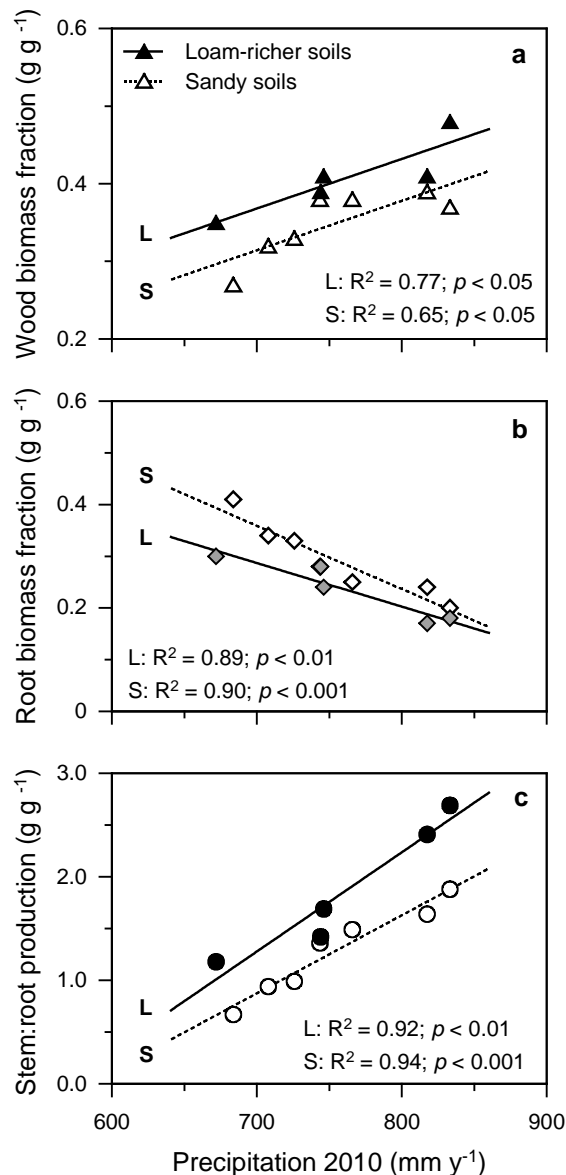 0.6
Loam-richer soils
a
Sandy soils
0.4
L
S
L: R² = 0.77; p < 0.05
S: R² = 0.65; p < 0.05
0.2
Wood biomass fraction (g g⁻¹)
0.6
b
S
0.4
L
0.2
L: R² = 0.89; p < 0.01
S: R² = 0.90; p < 0.001
0
Root biomass fraction (g g⁻¹)
3.0
c
2.0
1.0
L
S
L: R² = 0.92; p < 0.01
S: R² = 0.94; p < 0.001
0.0
Stem:root production (g g⁻¹)
600 700 800 900
Precipitation 2010 (mm y⁻¹)